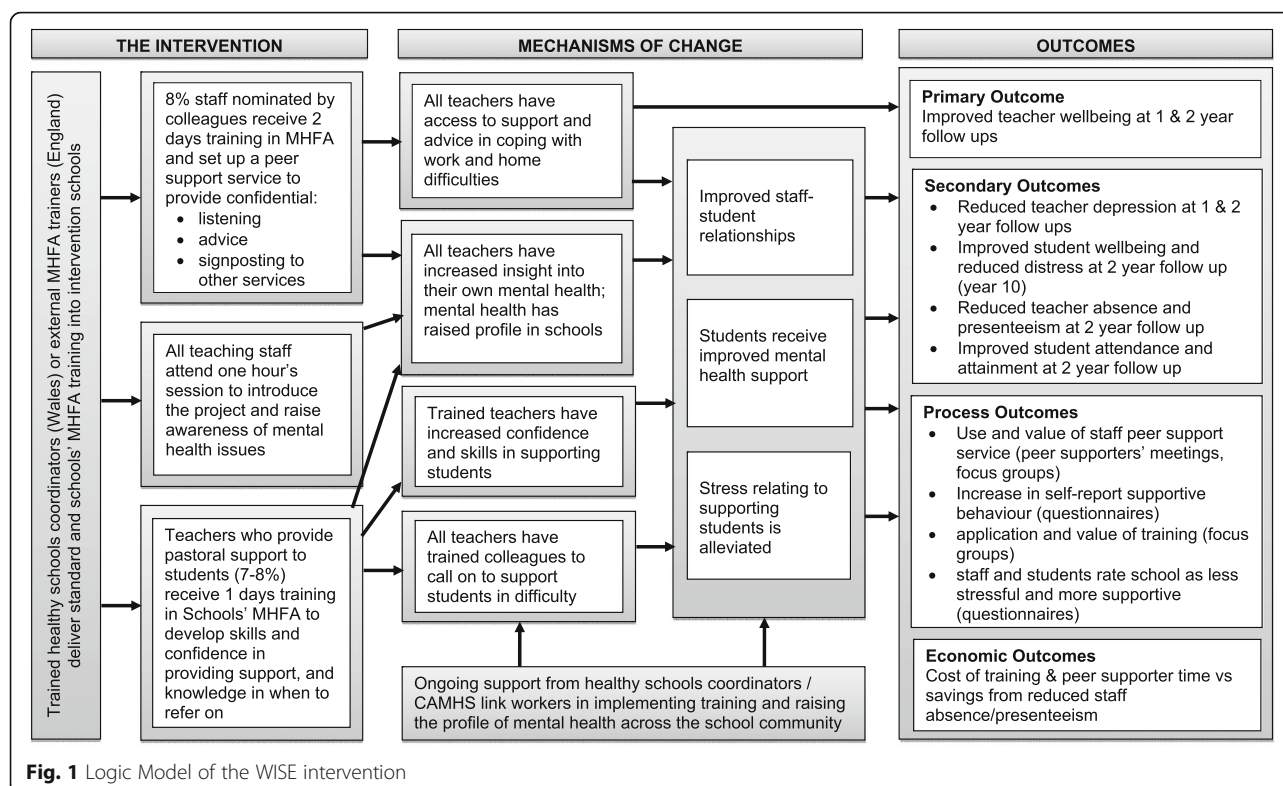 THE INTERVENTION
MECHANISMS OF CHANGE
OUTCOMES
Trained healthy schools coordinators (Wales) or external MHFA trainers (England)
deliver standard and schools’ MHFA training into intervention schools
8% staff nominated by
colleagues receive 2
days training in MHFA
and set up a peer
support service to
provide confidential:
• listening
• advice
• signposting to
other services
All teaching staff
attend one hour’s
session to introduce
the project and raise
awareness of mental
health issues
Teachers who provide
pastoral support to
students (7-8%)
receive 1 days training
in Schools’ MHFA to
develop skills and
confidence in
providing support, and
knowledge in when to
refer on
All teachers have
access to support and
advice in coping with
work and home
difficulties
All teachers have
increased insight into
their own mental health;
mental health has
raised profile in schools
Trained teachers have
increased confidence
and skills in supporting
students
All teachers have
trained colleagues to
call on to support
students in difficulty
Ongoing support from healthy schools coordinators /
CAMHS link workers in implementing training and raising
the profile of mental health across the school community
Improved staff-
student
relationships
Students receive
improved mental
health support
Stress relating to
supporting
students is
alleviated
Primary Outcome
Improved teacher wellbeing at 1 & 2 year
follow ups
Secondary Outcomes
• Reduced teacher depression at 1 & 2
year follow ups
• Improved student wellbeing and
reduced distress at 2 year follow up
(year 10)
• Reduced teacher absence and
presenteeism at 2 year follow up
• Improved student attendance and
attainment at 2 year follow up
Process Outcomes
• Use and value of staff peer support
service (peer supporters’ meetings,
focus groups)
• Increase in self-report supportive
behaviour (questionnaires)
• application and value of training (focus
groups)
• staff and students rate school as less
stressful and more supportive
(questionnaires)
Economic Outcomes
Cost of training & peer supporter time vs
savings from reduced staff
absence/presenteeism
Fig. 1 Logic Model of the WISE intervention